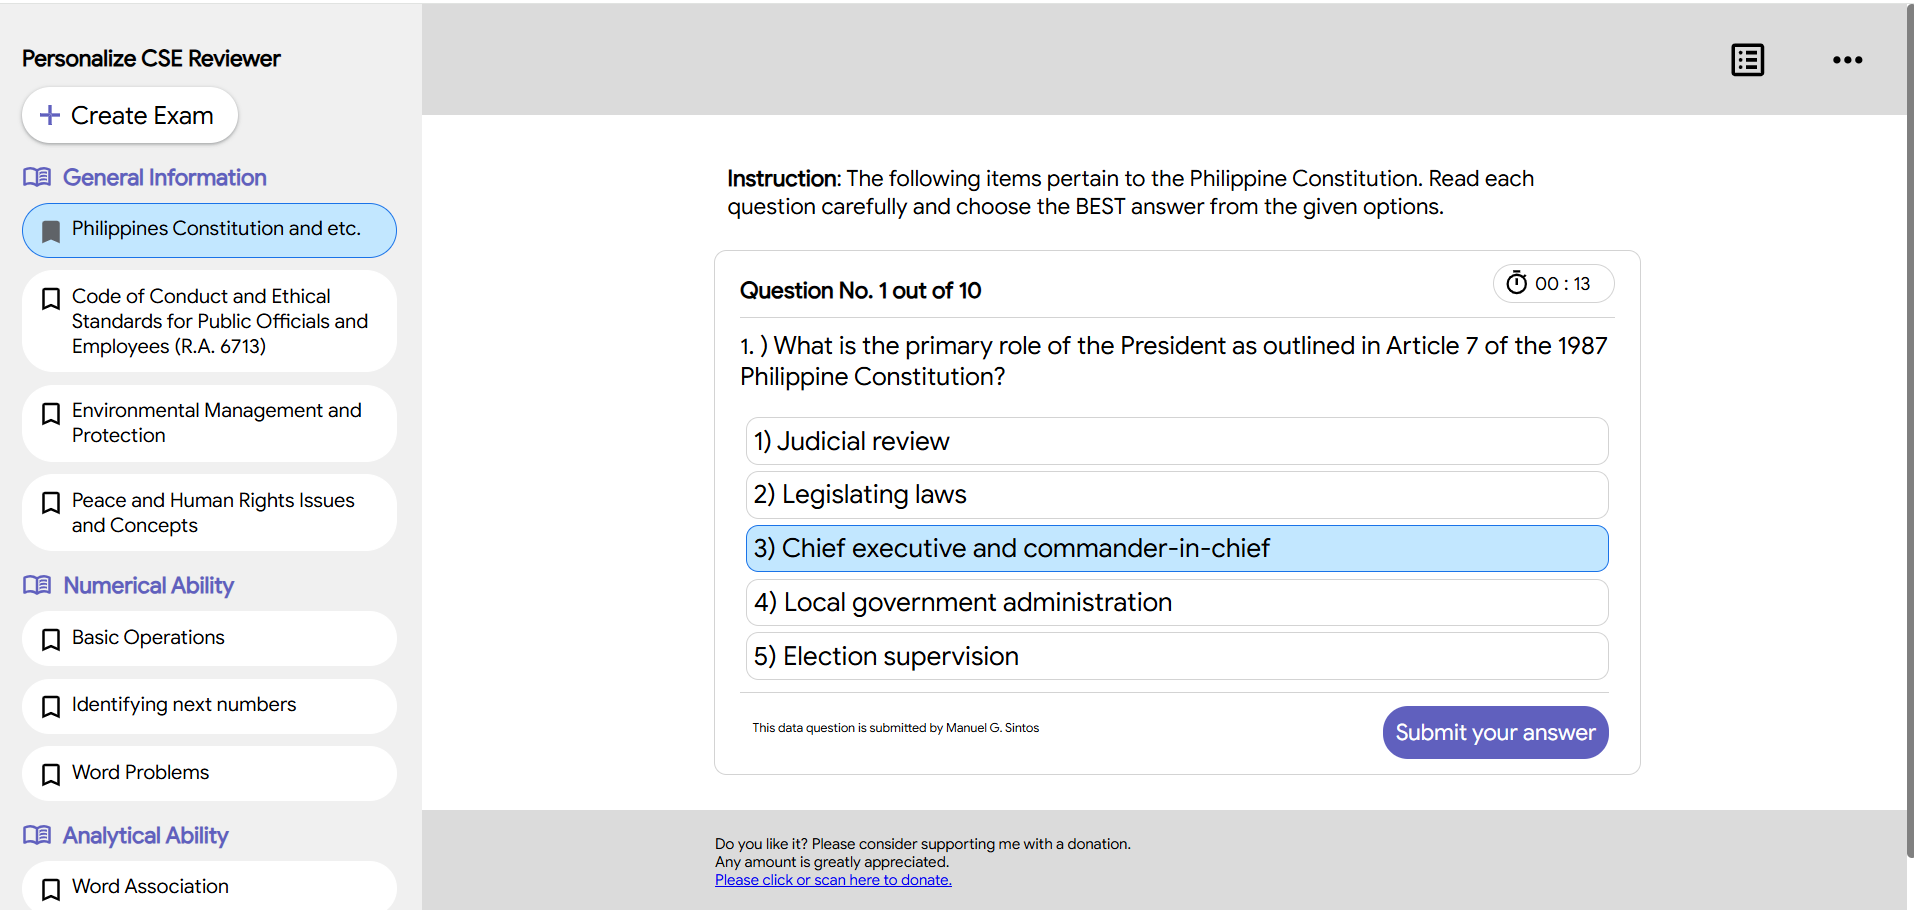 Personalize CSE Reviewer
+ Create Exam
General Information
Philippines Constitution and etc.
Code of Conduct and Ethical
Standards for Public Officials and
Employees (R.A. 6713)
Environmental Management and
Protection
Peace and Human Rights Issues
and Concepts
Numerical Ability
Basic Operations
Identifying next numbers
Word Problems
Analytical Ability
Word Association
Instruction: The following items pertain to the Philippine Constitution. Read each
question carefully and choose the BEST answer from the given options.
Question No. 1 out of 10
00 : 13
1. ) What is the primary role of the President as outlined in Article 7 of the 1987
Philippine Constitution?
1) Judicial review
2) Legislating laws
3) Chief executive and commander-in-chief
4) Local government administration
5) Election supervision
This data question is submitted by Manuel G. Sintos
Submit your answer
Do you like it? Please consider supporting me with a donation.
Any amount is greatly appreciated.
Please click or scan here to donate.